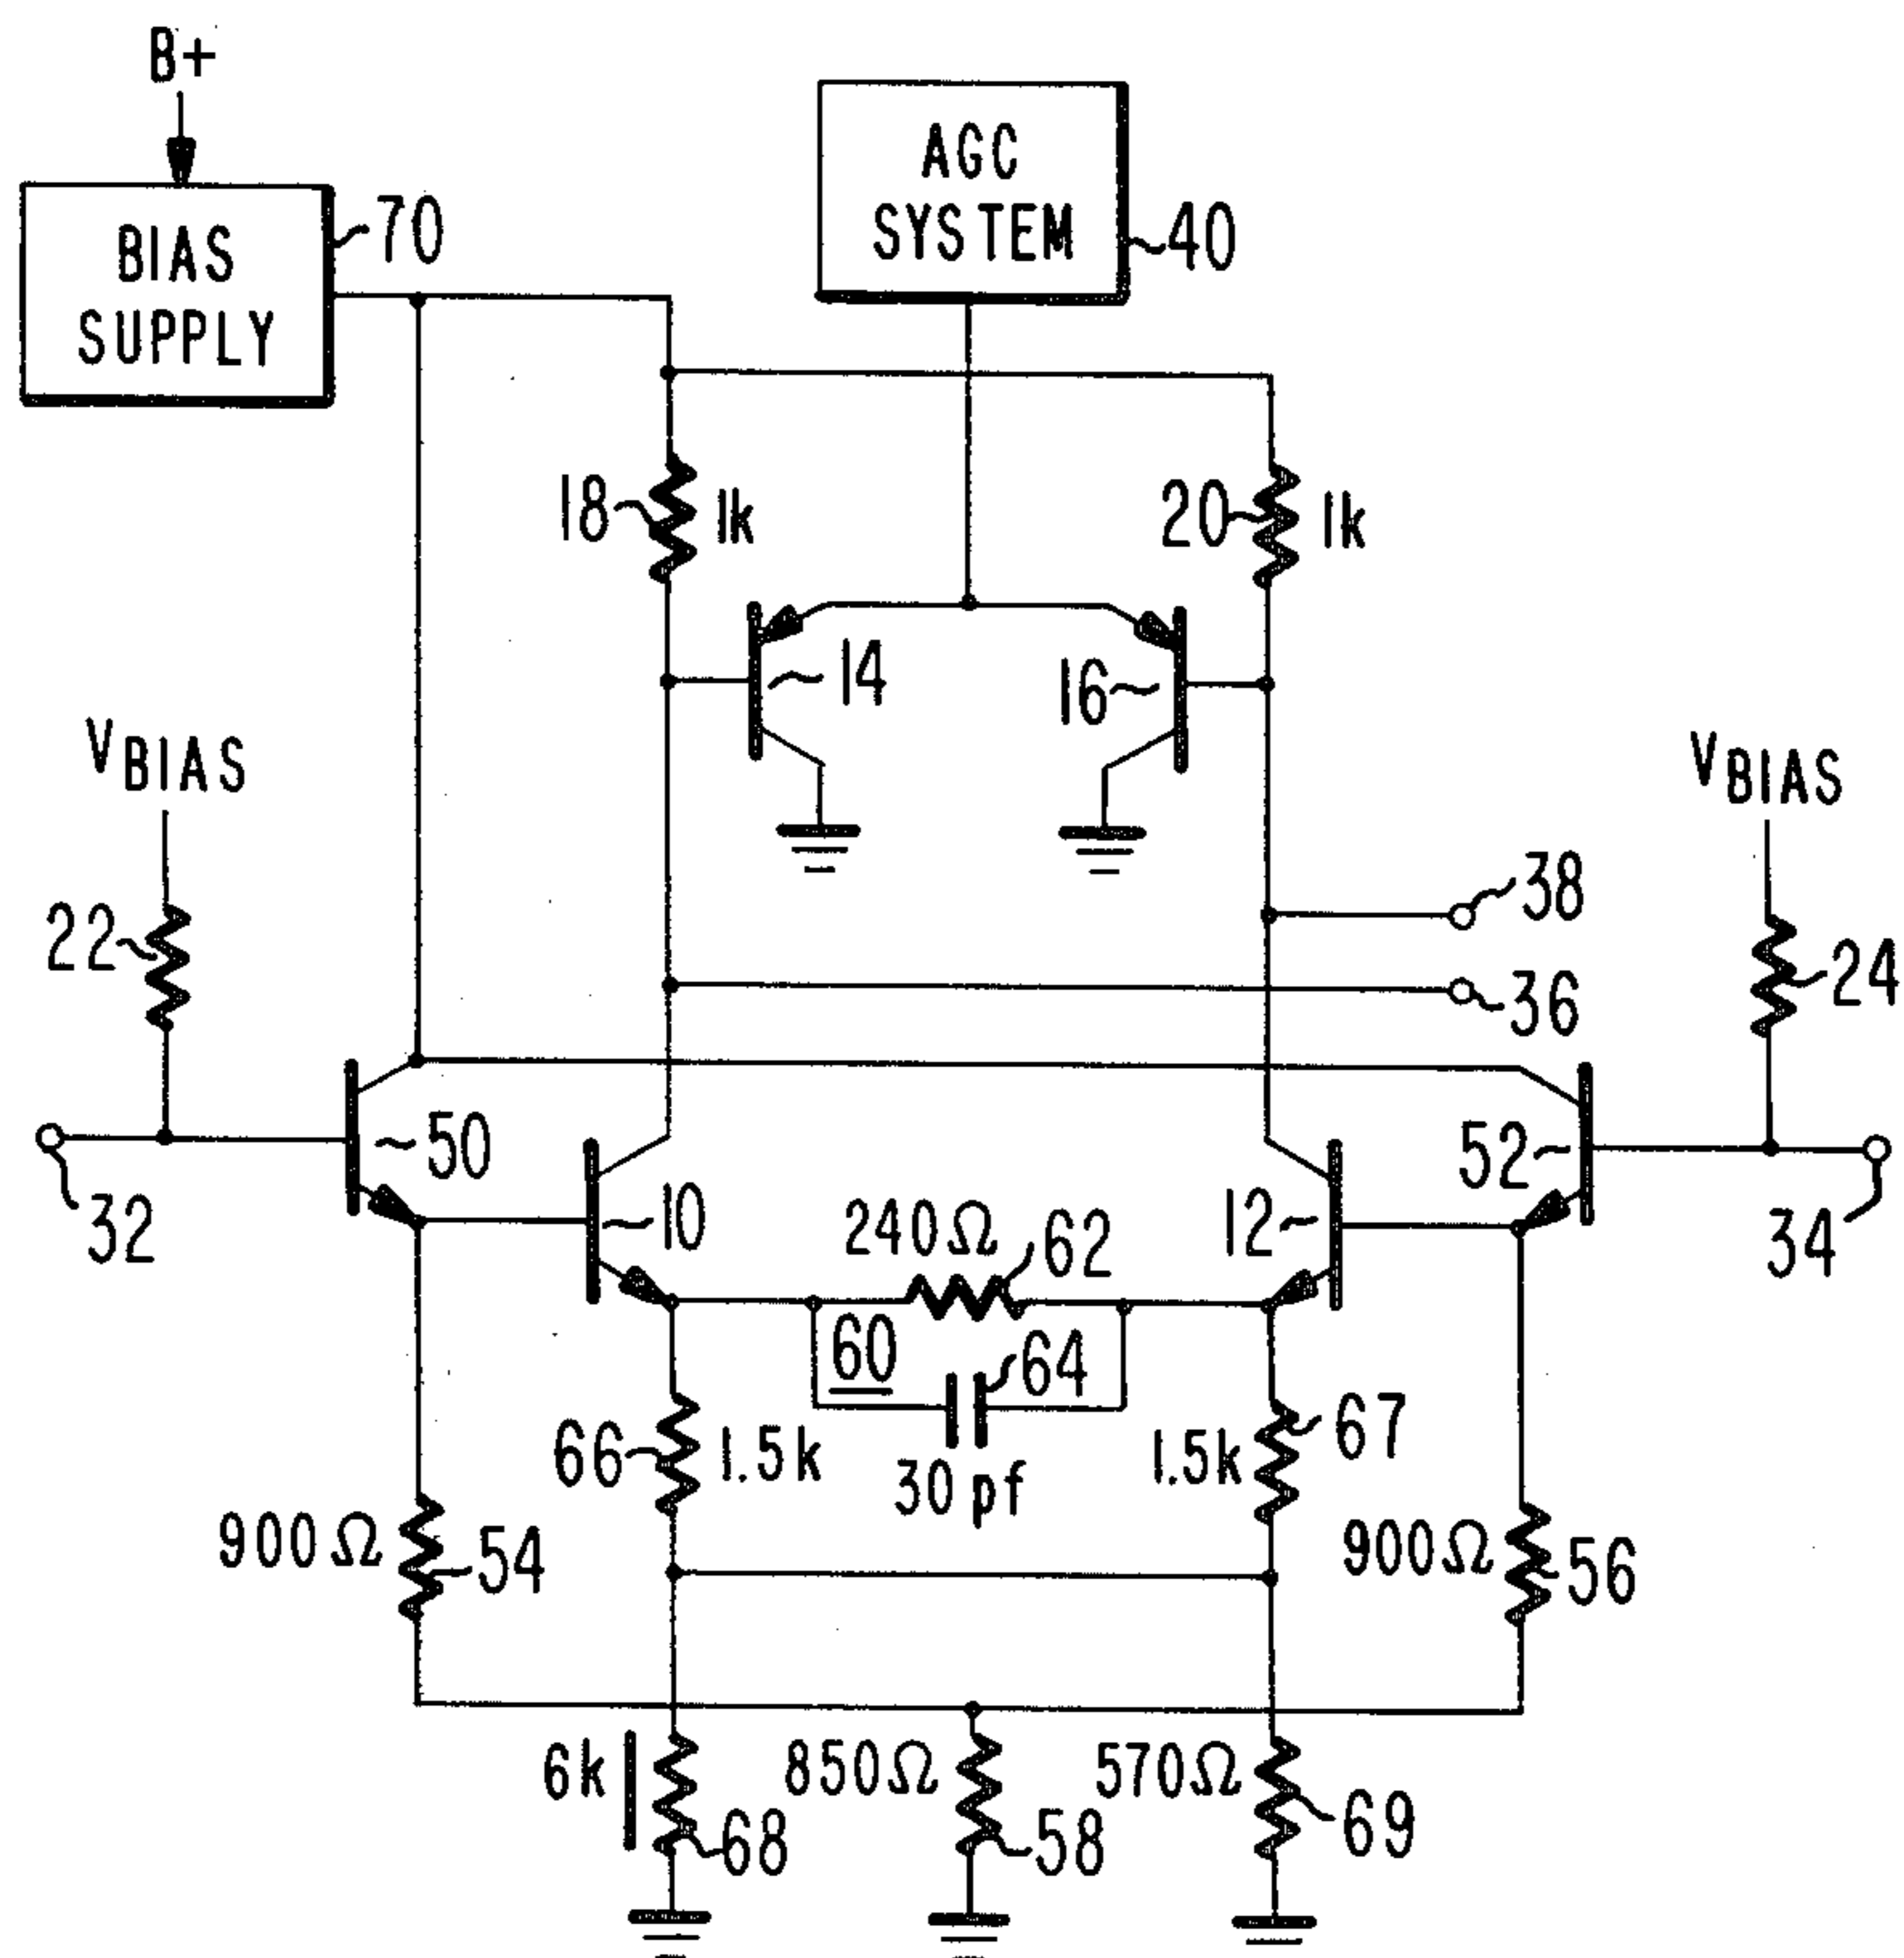 B+
BIAS
SUPPLY
70
AGC
SYSTEM
40
18
1k
20
1k
14
16
VBIAS
VBIAS
22
38
24
36
32
50
10
240Ω
62
12
52
34
60
64
30 pf
66
1.5k
1.5k
67
900Ω
54
900Ω
56
6k
68
850Ω
58
570Ω
69